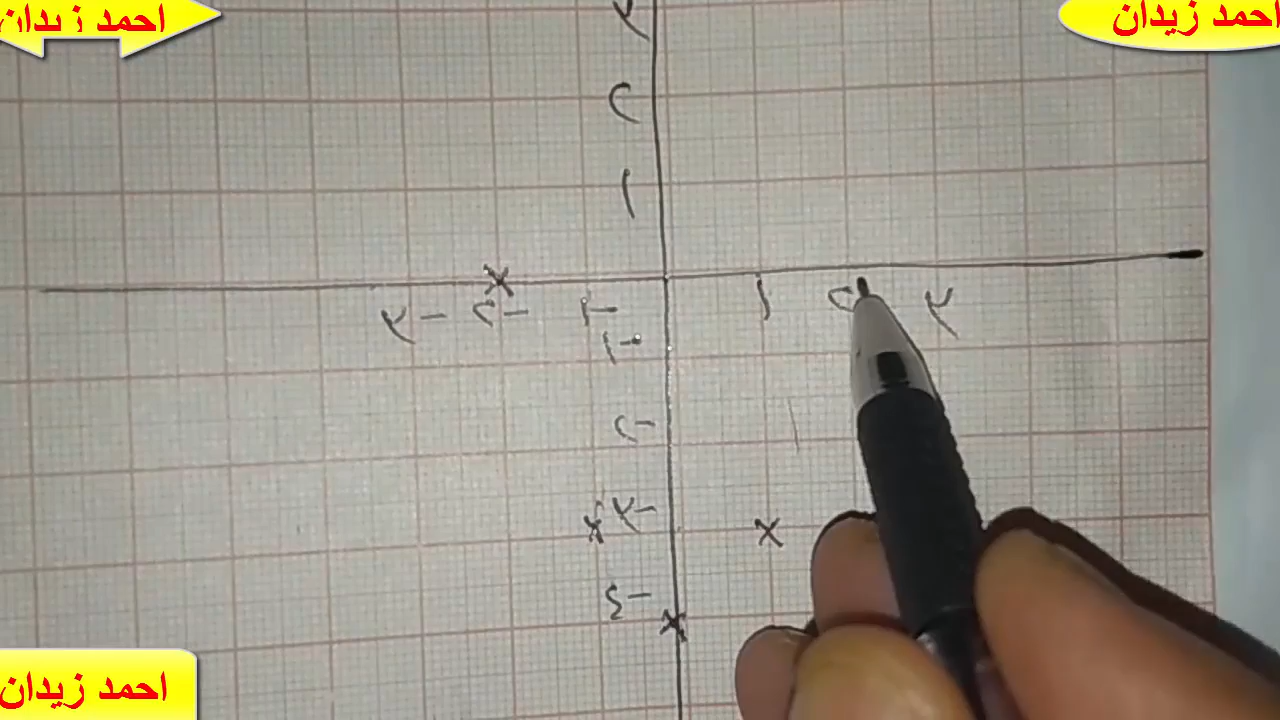 احمد زيدان
احمد زيدان
٣
٢
١
٣ ٢ ١ ١- ٢- ٣-
١-
٢-
٣-
٤-
احمد زيدان